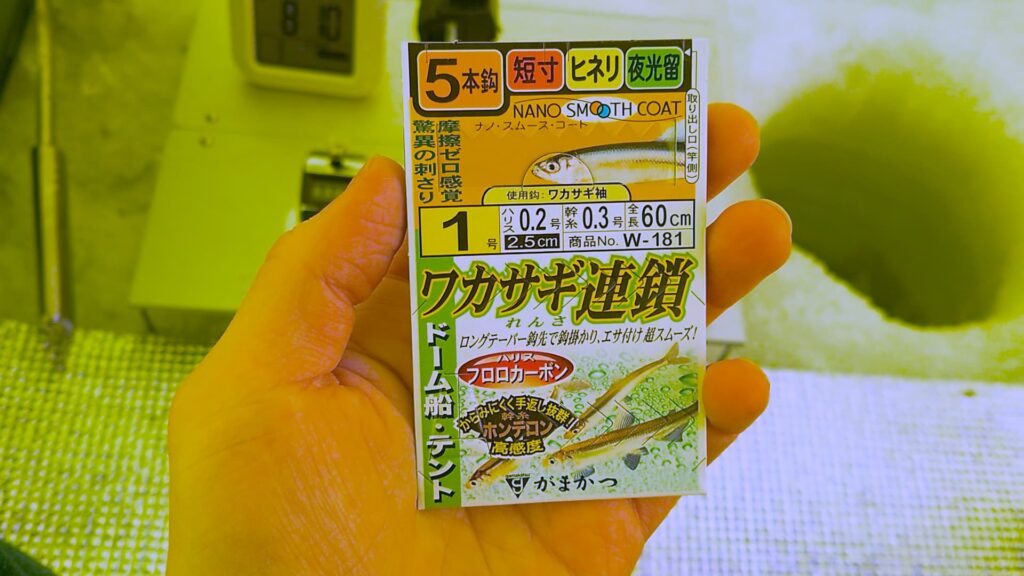 8 10
5本鈎 短寸 ヒネリ 夜光留
NANO SMOOTH COAT
ナノ・スムース・コート
摩擦ゼロ感覚
驚異の刺さり
取り出し口(竿側)
使用鈎:ワカサギ袖
1号
ハリス0.2号 幹糸0.3号 全長60cm
2.5cm 商品No. W-181
ワカサギ連鎖
れんさ
ロングテーパー鈎先で鈎掛かり、エサ付け超スムーズ!
ハリス
フロロカーボン
ドーム船・テント
からみにくく手返し抜群!!
幹糸
ホンテロン
高感度
がまかつ